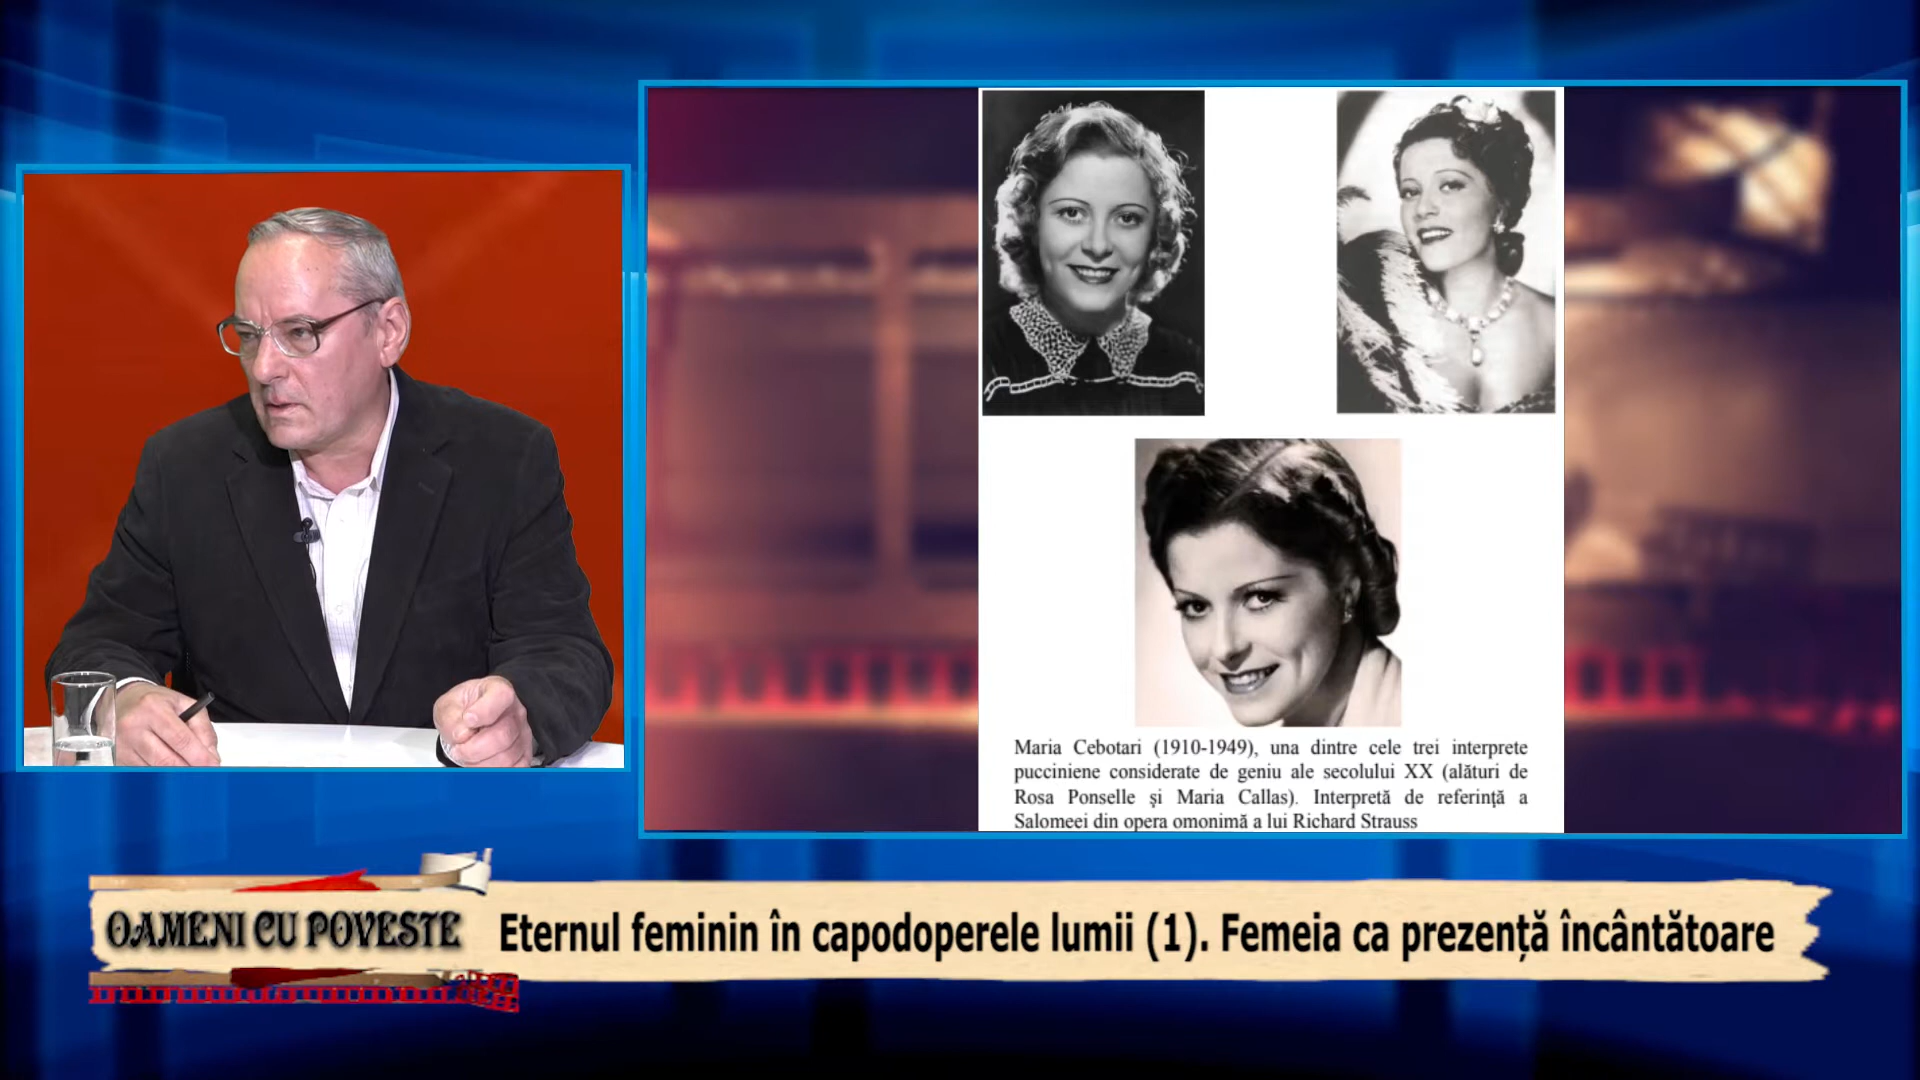 Maria Cebotari (1910-1949), una dintre cele trei interprete
pucciniene considerate de geniu ale secolului XX (alături de
Rosa Ponselle şi Maria Callas). Interpretă de referinţă a
Salomeei din opera omonimă a lui Richard Strauss
OAMENI CU POVESTE
Eternul feminin în capodoperele lumii (1). Femeia ca prezență încântătoare